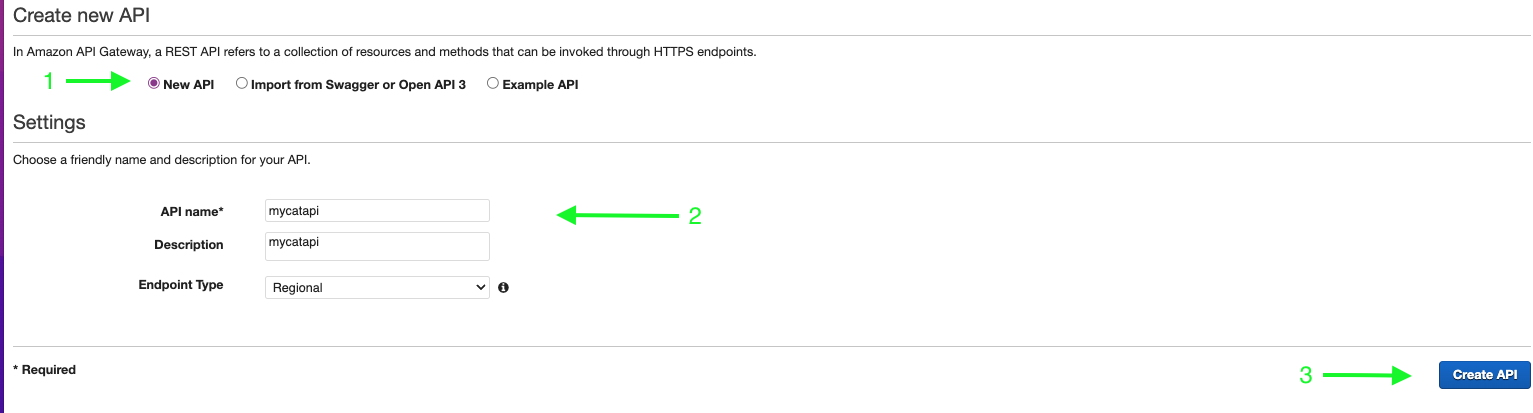 Create new API
In Amazon API Gateway, a REST API refers to a collection of resources and methods that can be invoked through HTTPS endpoints.
1 New API Import from Swagger or Open API 3 Example API
Settings
Choose a friendly name and description for your API.
API name* mycatapi 2
Description mycatapi
Endpoint Type Regional
* Required 3 Create API